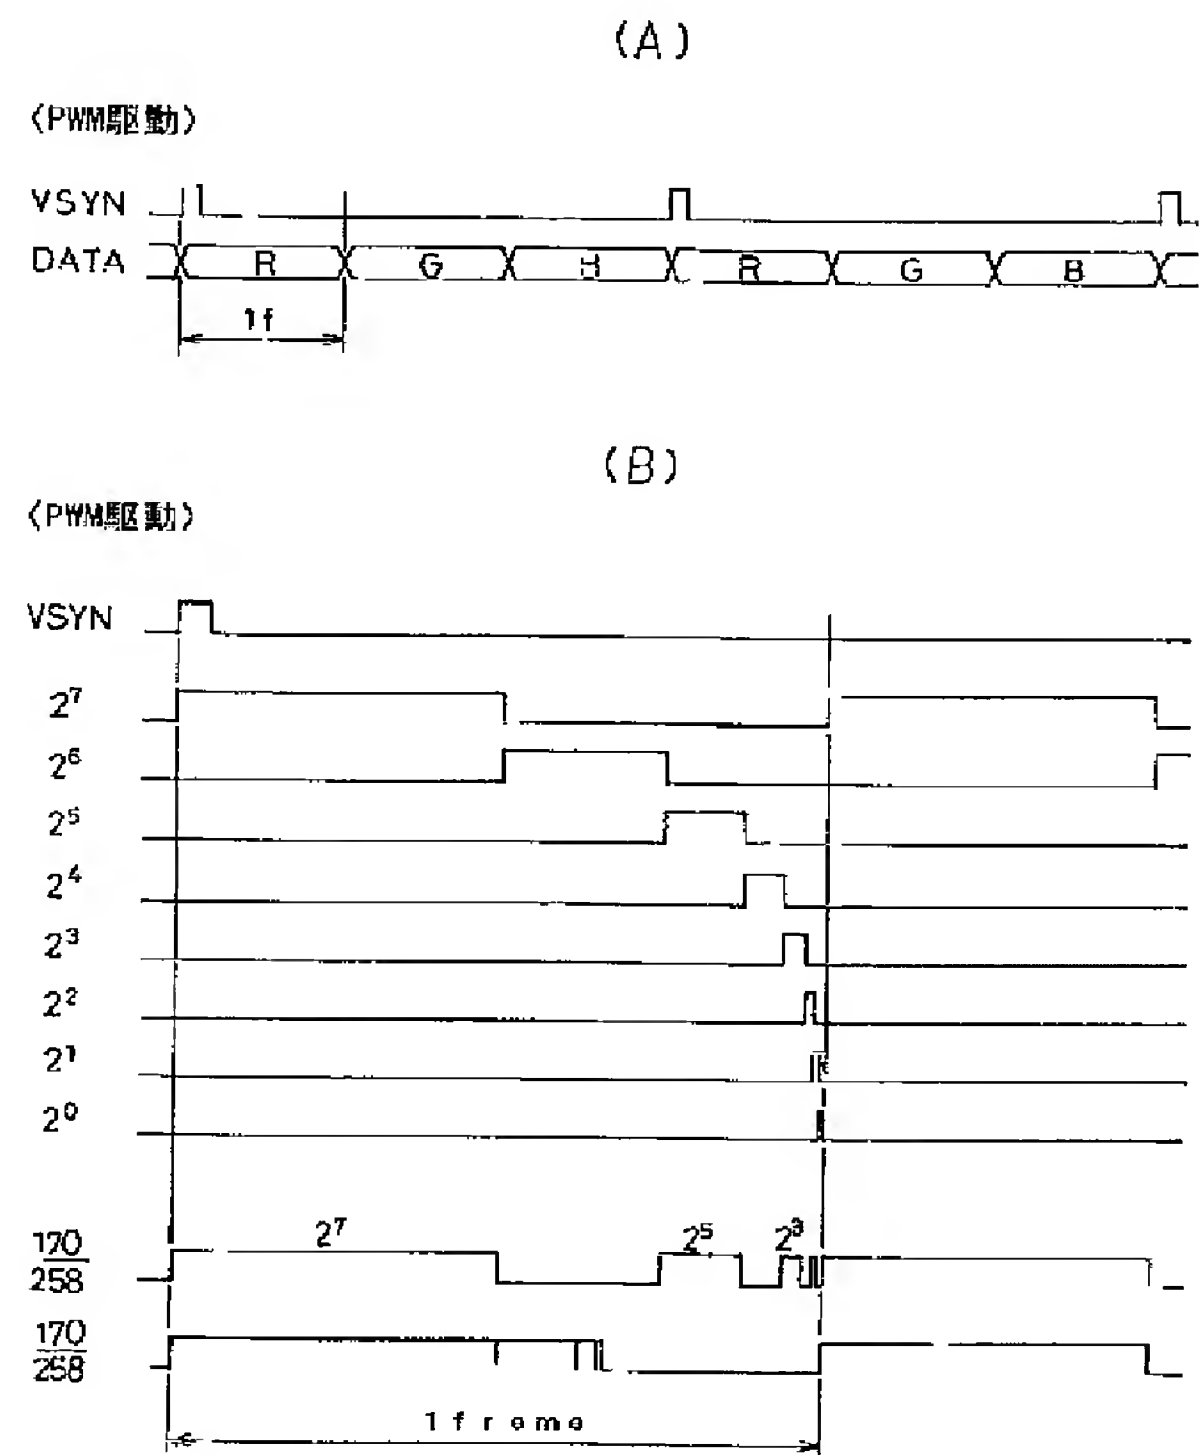 (A)
〈PWM駆動〉
VSYN
DATA R G R G B
1f
(B)
〈PWM駆動〉
VSYN
2⁷
2⁶
2⁵
2⁴
2³
2²
2¹
2⁰
170 2⁷ 2⁵ 2³
258
170
258
1 frame